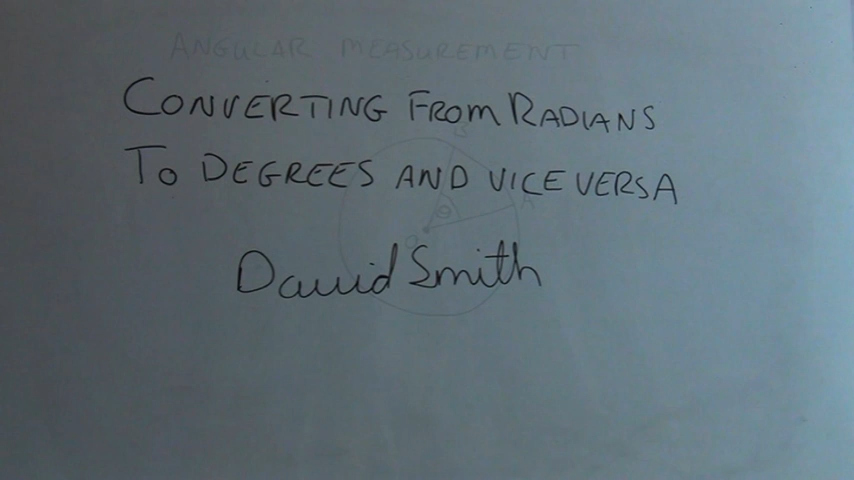 ANGULAR MEASUREMENT
CONVERTING FROM RADIANS
TO DEGREES AND VICE VERSA
B
A
θ
O
David Smith